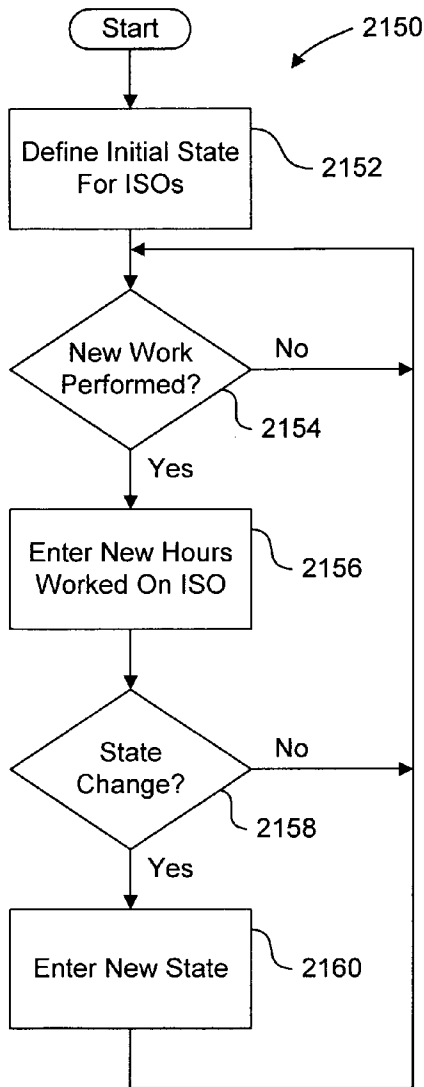 Start
2150
Define Initial State
For ISOs
2152
New Work
Performed?
No
2154
Yes
Enter New Hours
Worked On ISO
2156
State
Change?
No
2158
Yes
Enter New State
2160